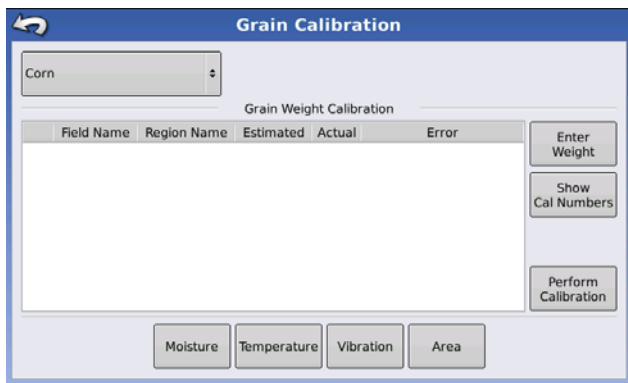 Grain Calibration
Corn
Grain Weight Calibration
Field Name Region Name Estimated Actual Error
Enter
Weight
Show
Cal Numbers
Perform
Calibration
Moisture Temperature Vibration Area